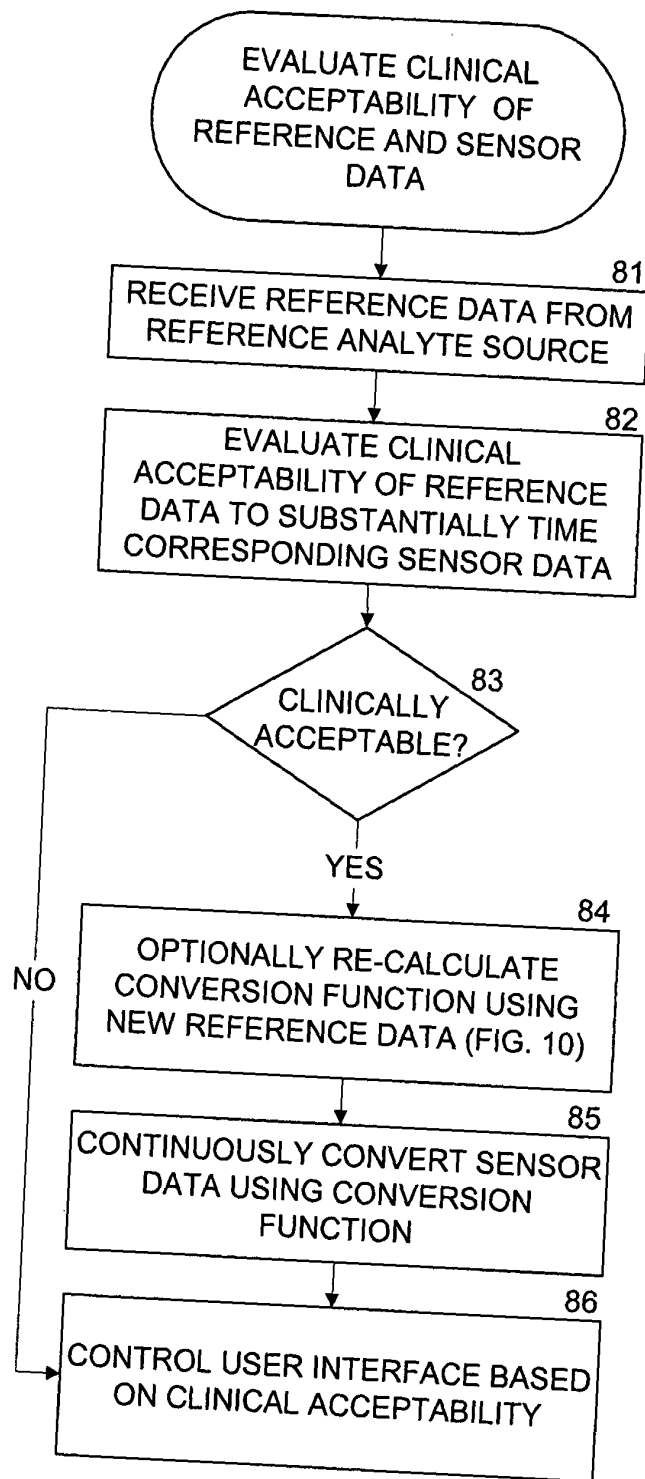 EVALUATE CLINICAL
ACCEPTABILITY OF
REFERENCE AND SENSOR
DATA
81
RECEIVE REFERENCE DATA FROM
REFERENCE ANALYTE SOURCE
82
EVALUATE CLINICAL
ACCEPTABILITY OF REFERENCE
DATA TO SUBSTANTIALLY TIME
CORRESPONDING SENSOR DATA
83
CLINICALLY
ACCEPTABLE?
YES
NO
84
OPTIONALLY RE-CALCULATE
CONVERSION FUNCTION USING
NEW REFERENCE DATA (FIG. 10)
85
CONTINUOUSLY CONVERT SENSOR
DATA USING CONVERSION
FUNCTION
86
CONTROL USER INTERFACE BASED
ON CLINICAL ACCEPTABILITY